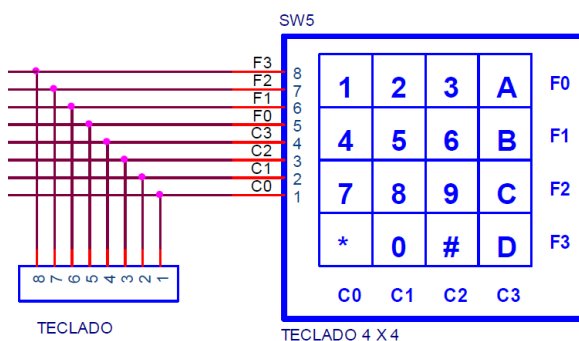 SW5
F3 8
F2 7
F1 6
F0 5
C3 4
C2 3
C1 2
C0 1
1 2 3 A F0
4 5 6 B F1
7 8 9 C F2
* 0 # D F3
C0 C1 C2 C3
8 7 6 5 4 3 2 1
TECLADO
TECLADO 4 X 4